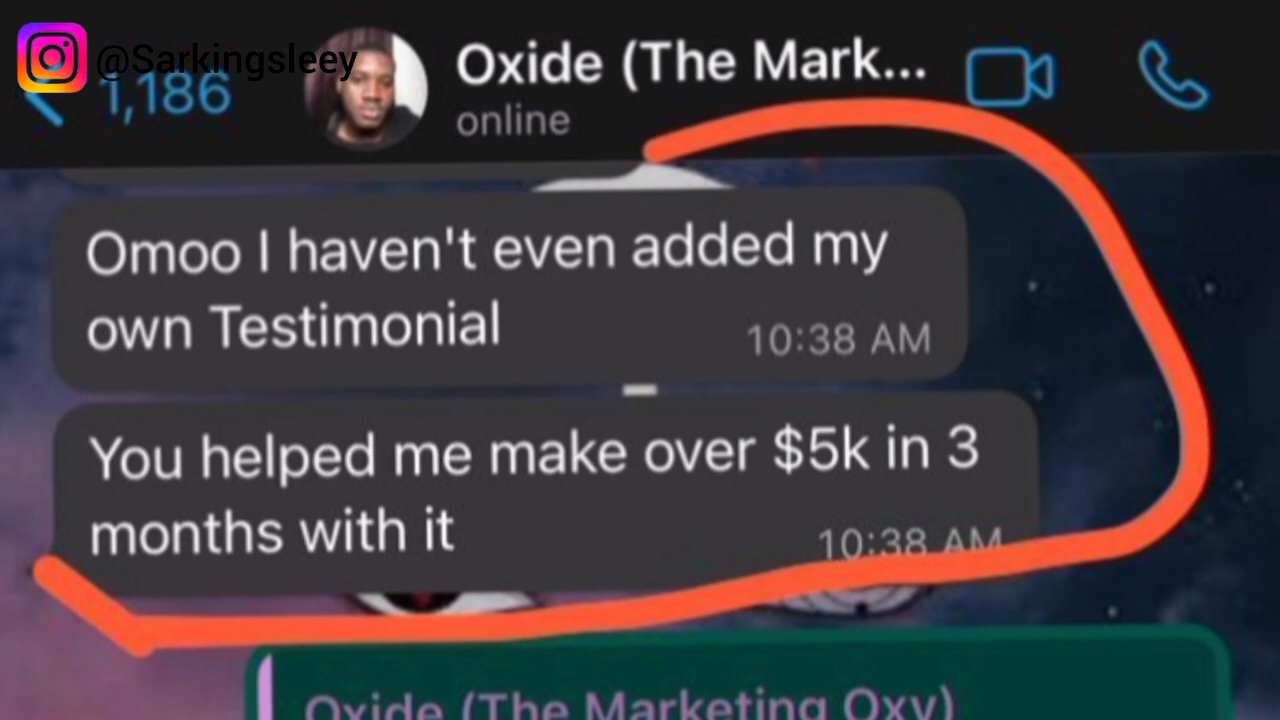 @Sarkingsleey
1,186
Oxide (The Mark...
online
Omoo I haven't even added my
own Testimonial
10:38 AM
You helped me make over $5k in 3
months with it
10:38 AM
Oxide (The Marketing Oxy)